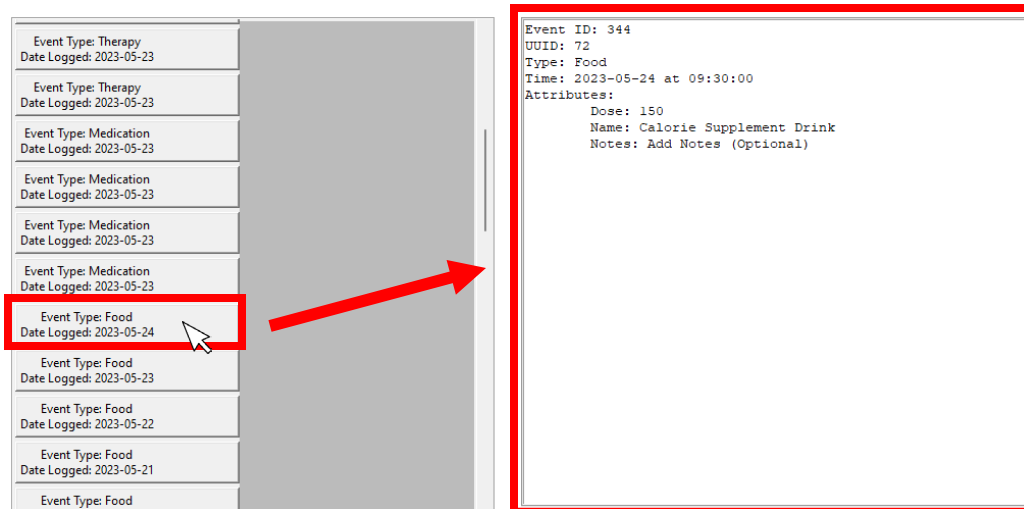 Event Type: Therapy
Date Logged: 2023-05-23
Event Type: Therapy
Date Logged: 2023-05-23
Event Type: Medication
Date Logged: 2023-05-23
Event Type: Medication
Date Logged: 2023-05-23
Event Type: Medication
Date Logged: 2023-05-23
Event Type: Medication
Date Logged: 2023-05-23
Event Type: Food
Date Logged: 2023-05-24
Event Type: Food
Date Logged: 2023-05-23
Event Type: Food
Date Logged: 2023-05-22
Event Type: Food
Date Logged: 2023-05-21
Event Type: Food
Event ID: 344
UUID: 72
Type: Food
Time: 2023-05-24 at 09:30:00
Attributes:
Dose: 150
Name: Calorie Supplement Drink
Notes: Add Notes (Optional)